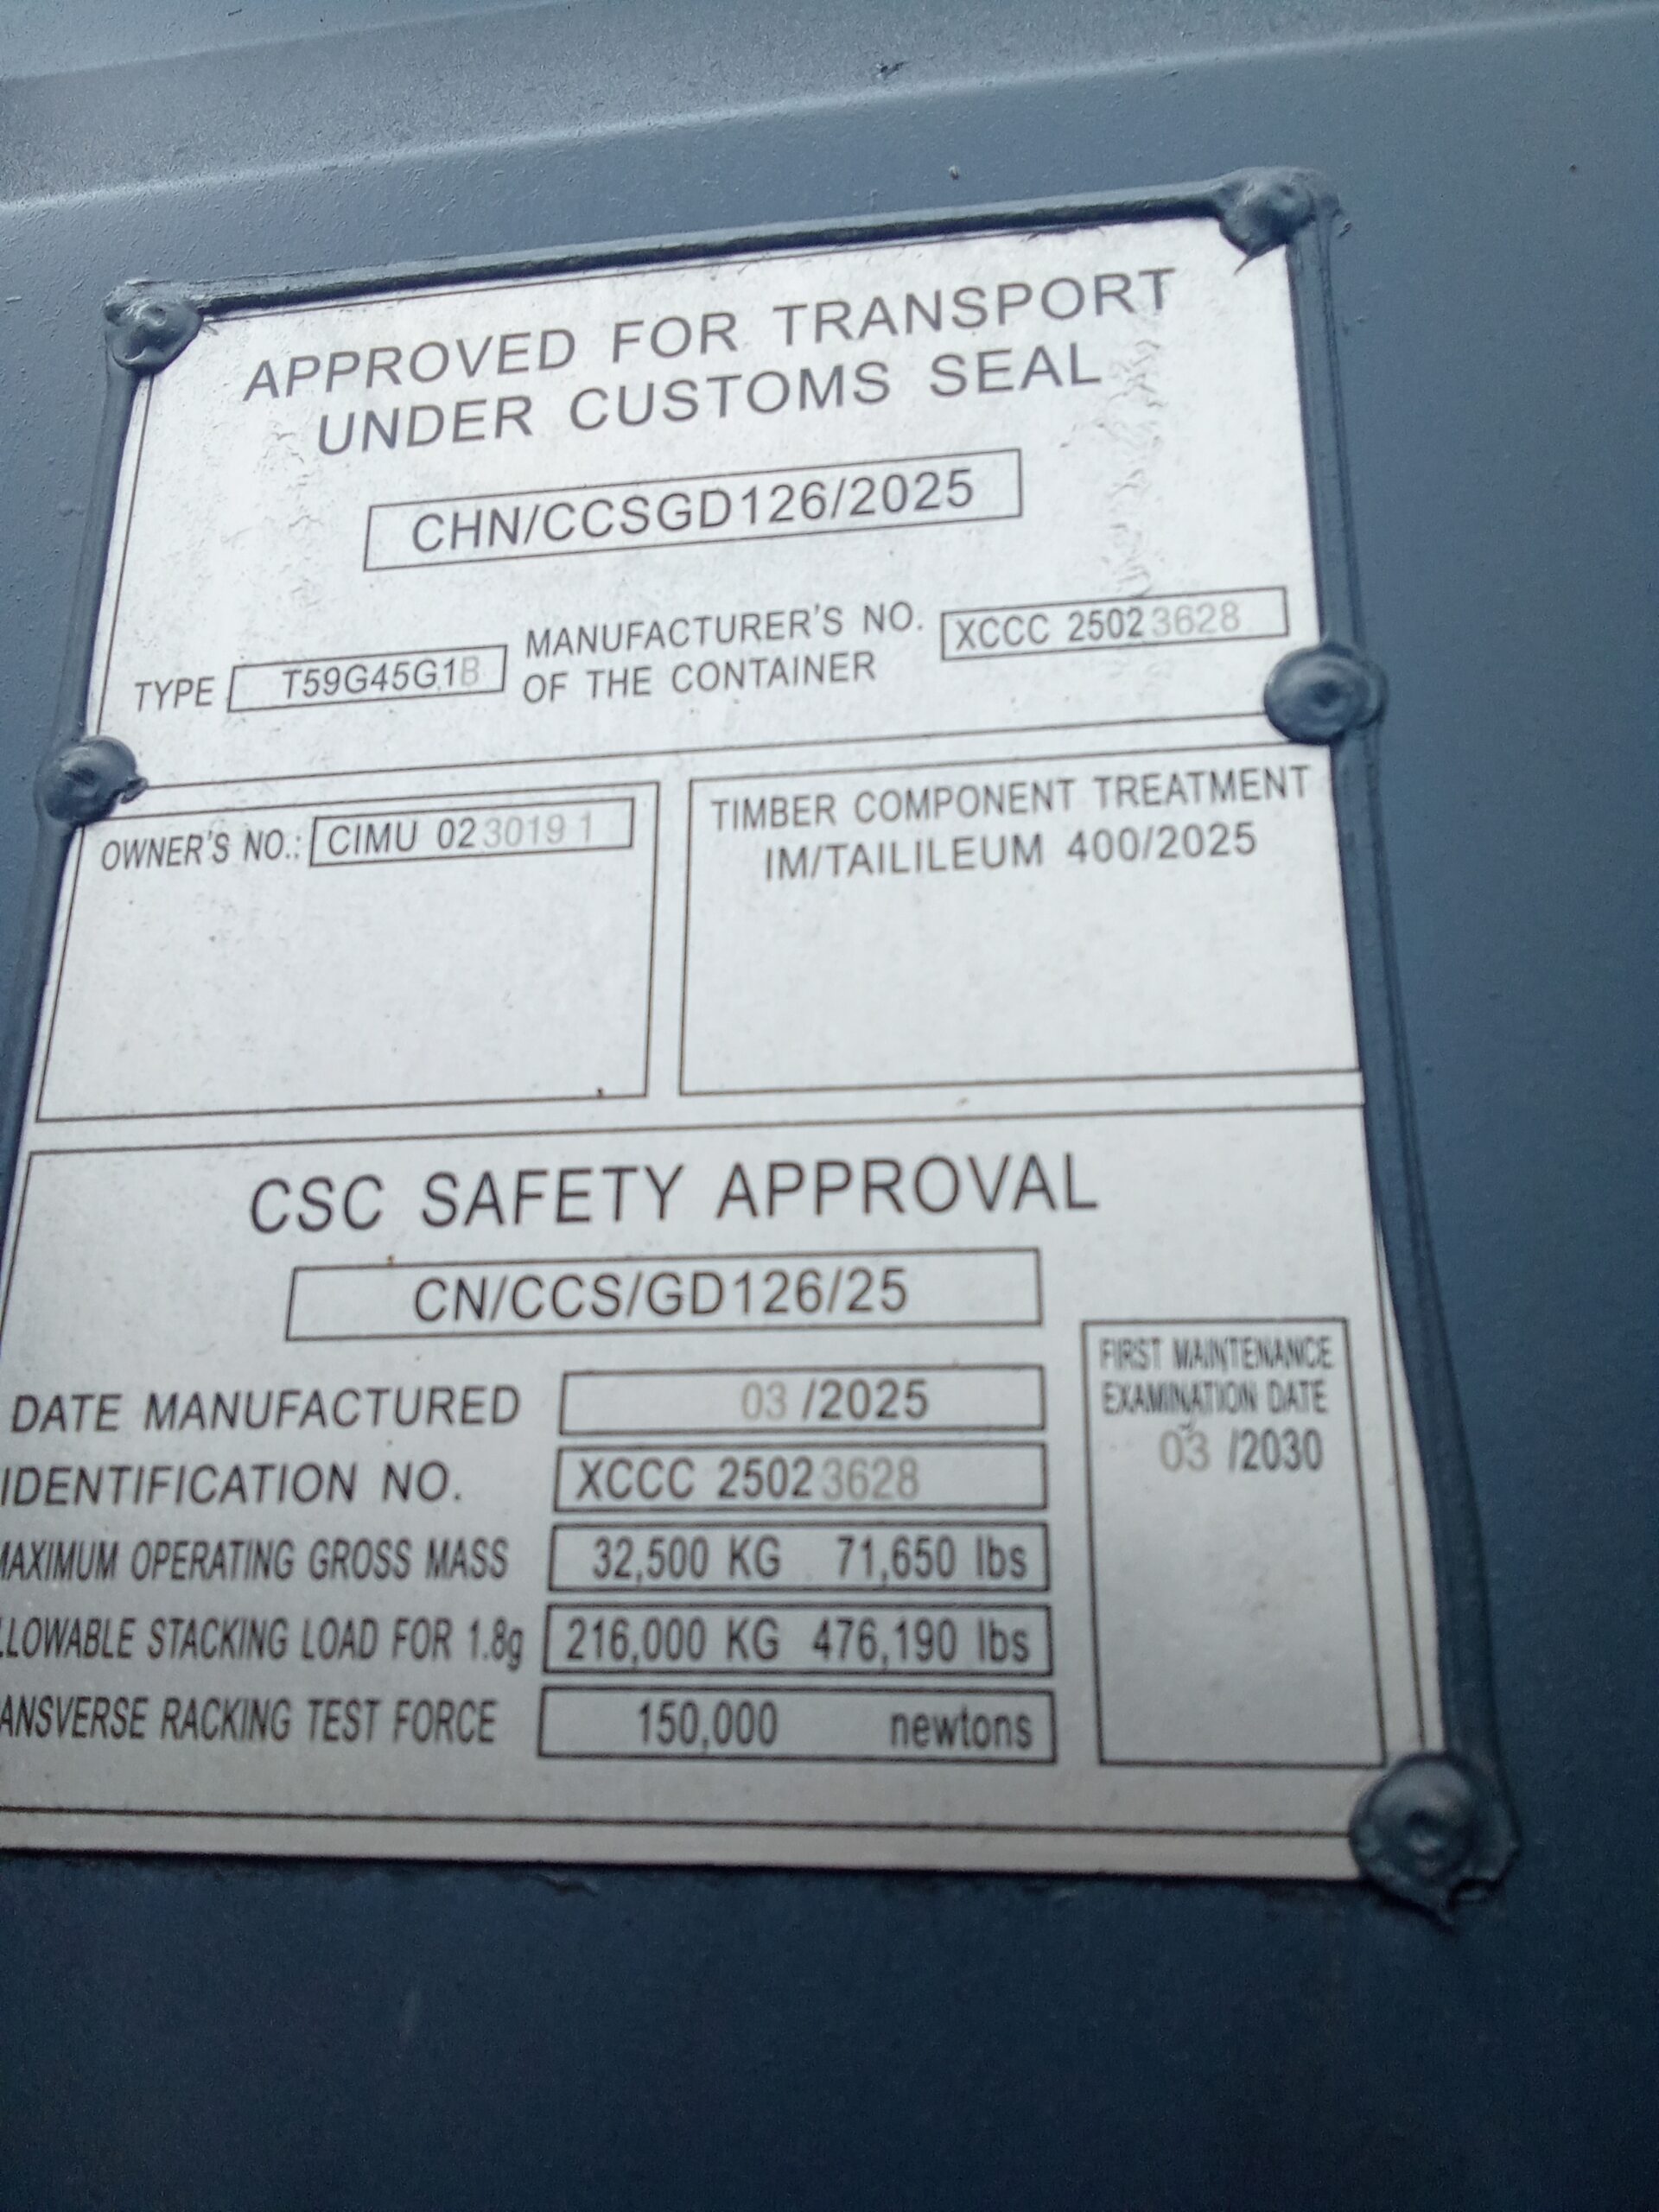 APPROVED FOR TRANSPORT
UNDER CUSTOMS SEAL
CHN/CCSGD126/2025
TYPE T59G45G1B MANUFACTURER'S NO. OF THE CONTAINER XCCC 25023628
OWNER'S NO.: CIMU 023019 1
TIMBER COMPONENT TREATMENT
IM/TAILILEUM 400/2025
CSC SAFETY APPROVAL
CN/CCS/GD126/25
DATE MANUFACTURED 03 /2025
IDENTIFICATION NO. XCCC 25023628
MAXIMUM OPERATING GROSS MASS 32,500 KG 71,650 lbs
LLOWABLE STACKING LOAD FOR 1.8g 216,000 KG 476,190 lbs
ANSVERSE RACKING TEST FORCE 150,000 newtons
FIRST MAINTENANCE
EXAMINATION DATE
03 /2030